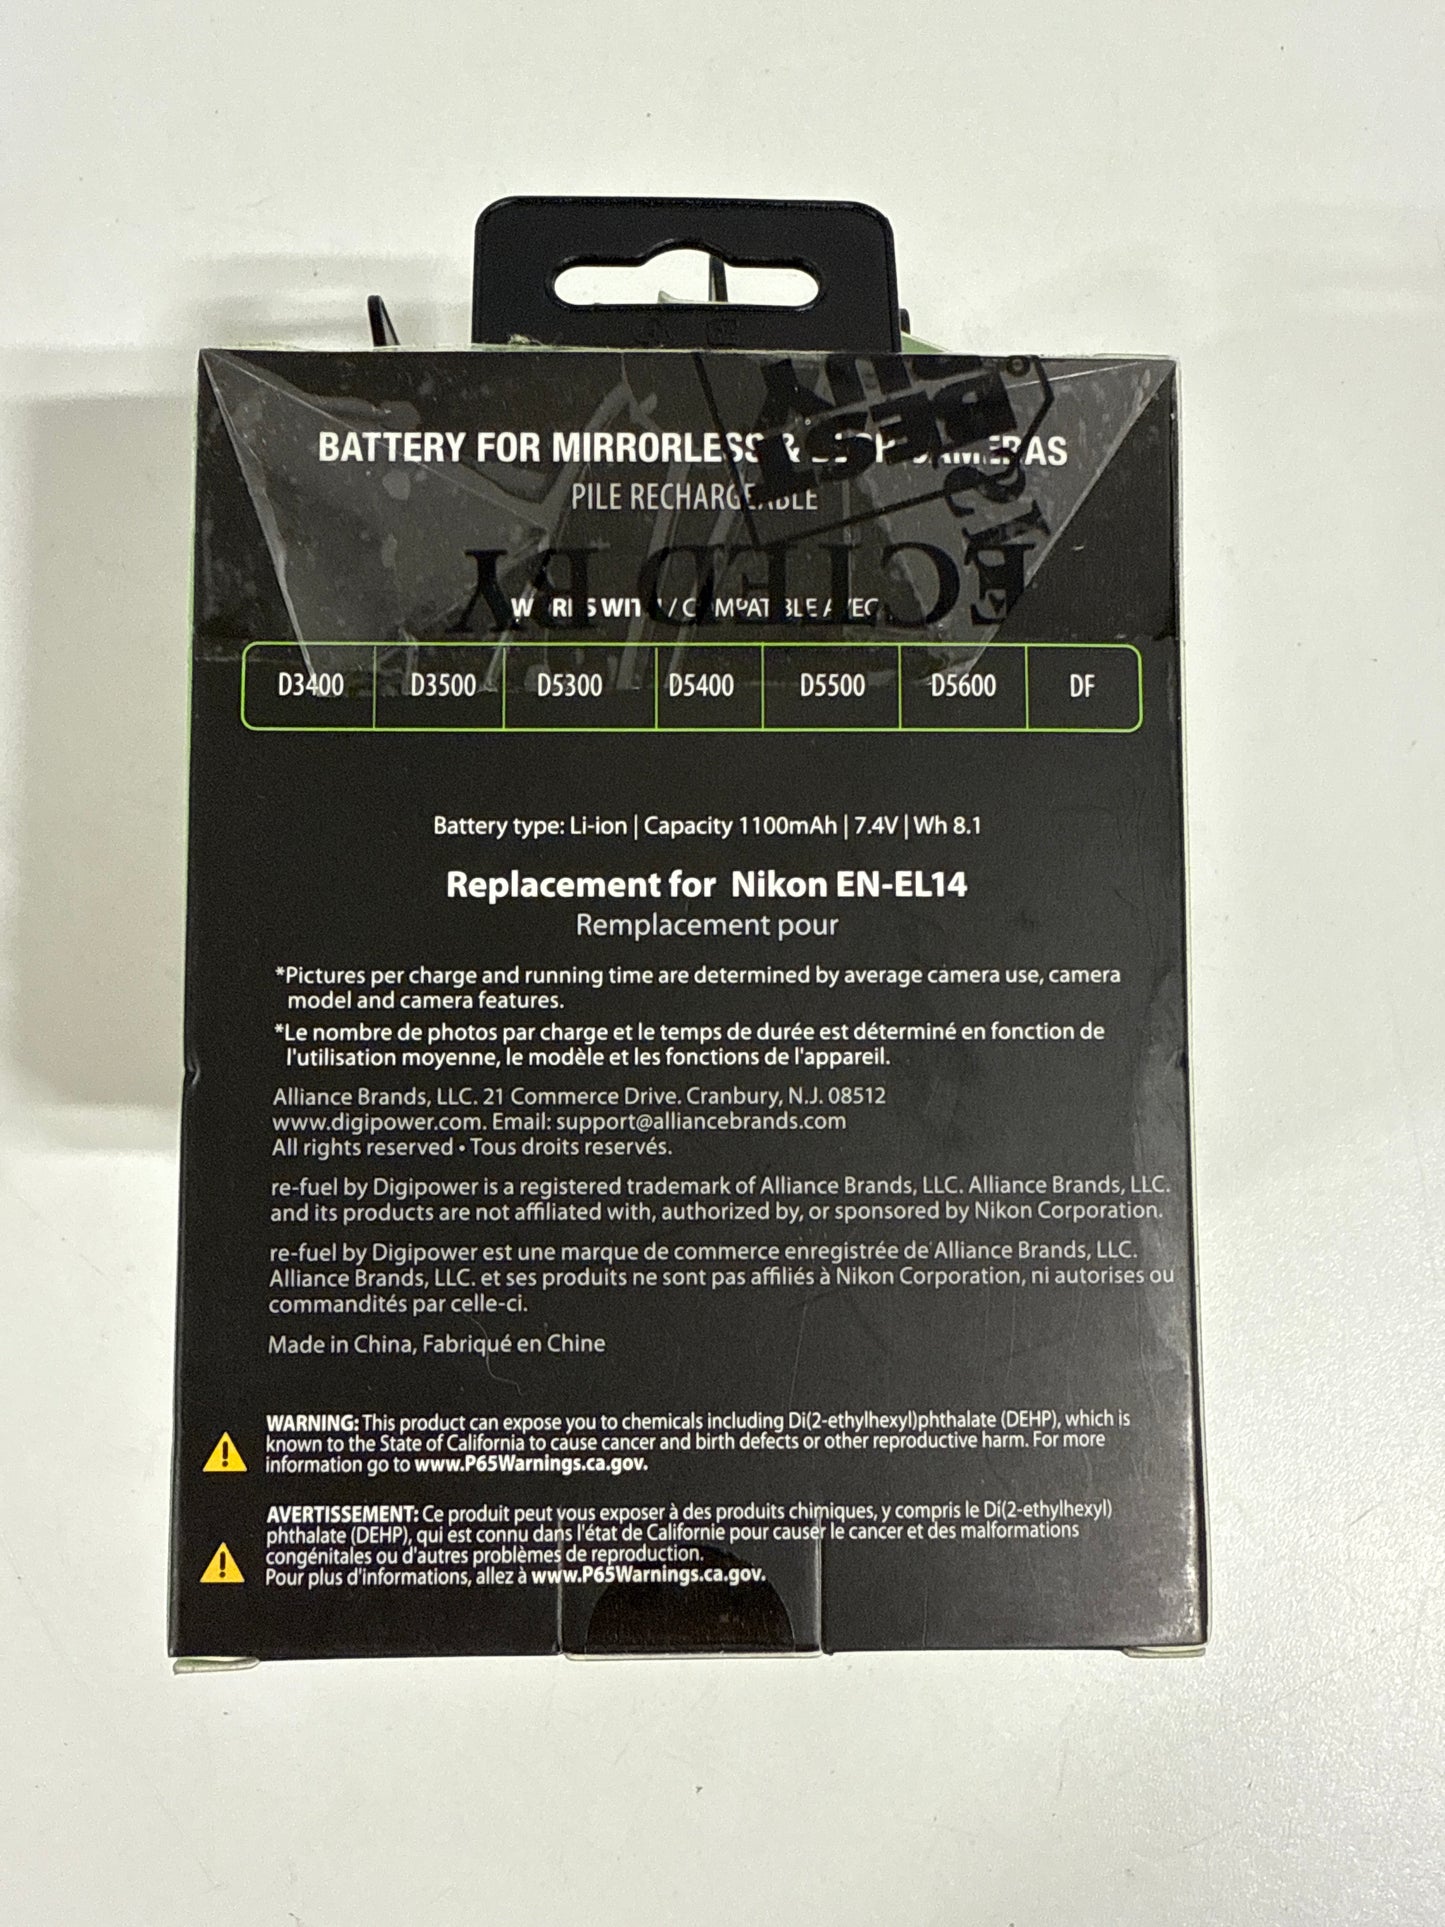 BEST
BUY
BATTERY FOR MIRRORLESS & CAMERAS
PILE RECHARGEABLE
ECTED BY
WORKS WITH / COMPATIBLE AVEC
D3400 D3500 D5300 D5400 D5500 D5600 DF
Battery type: Li-ion | Capacity 1100mAh | 7.4V | Wh 8.1
Replacement for Nikon EN-EL14
Remplacement pour
*Pictures per charge and running time are determined by average camera use, camera
model and camera features.
*Le nombre de photos par charge et le temps de durée est déterminé en fonction de
l'utilisation moyenne, le modèle et les fonctions de l'appareil.
Alliance Brands, LLC. 21 Commerce Drive. Cranbury, N.J. 08512
www.digipower.com. Email: support@alliancebrands.com
All rights reserved • Tous droits reservés.
re-fuel by Digipower is a registered trademark of Alliance Brands, LLC. Alliance Brands, LLC.
and its products are not affiliated with, authorized by, or sponsored by Nikon Corporation.
re-fuel by Digipower est une marque de commerce enregistrée de Alliance Brands, LLC.
Alliance Brands, LLC. et ses produits ne sont pas affiliés à Nikon Corporation, ni autorises ou
commandités par celle-ci.
Made in China, Fabriqué en Chine
WARNING: This product can expose you to chemicals including Di(2-ethylhexyl)phthalate (DEHP), which is
known to the State of California to cause cancer and birth defects or other reproductive harm. For more
information go to www.P65Warnings.ca.gov.
AVERTISSEMENT: Ce produit peut vous exposer à des produits chimiques, y compris le Di(2-ethylhexyl)
phthalate (DEHP), qui est connu dans l'état de Californie pour causer le cancer et des malformations
congénitales ou d'autres problèmes de reproduction.
Pour plus d'informations, allez à www.P65Warnings.ca.gov.